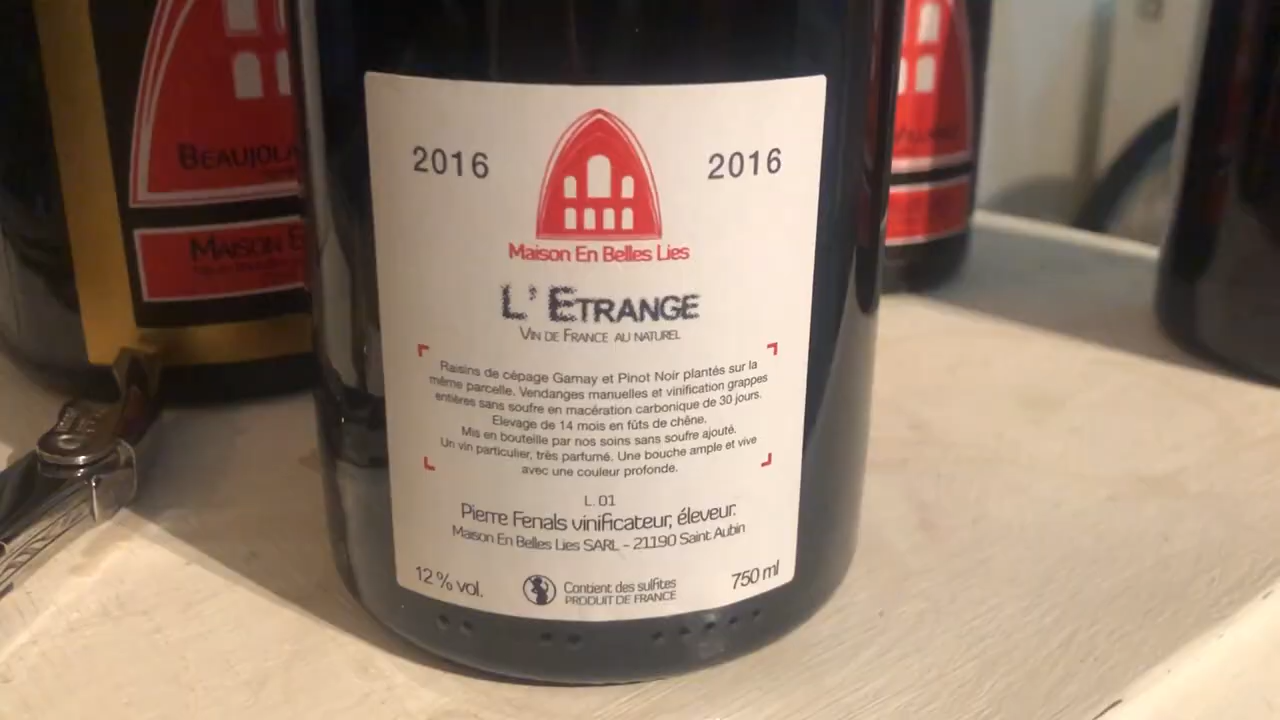 2016
2016
Maison En Belles Lies
L' ETRANGE
VIN DE FRANCE AU NATUREL
Raisins de cépage Gamay et Pinot Noir plantés sur la
même parcelle. Vendanges manuelles et vinification grappes
entières sans soufre en macération carbonique de 30 jours.
Elevage de 14 mois en fûts de chêne.
Mis en bouteille par nos soins sans soufre ajouté.
Un vin particulier, très parfumé. Une bouche ample et vive
avec une couleur profonde.
L. 01
Pierre Fenals vinificateur, éleveur.
Maison En Belles Lies SARL - 21190 Saint Aubin
12 % vol.
Contient des sulfites
PRODUIT DE FRANCE
750 ml
MAISON